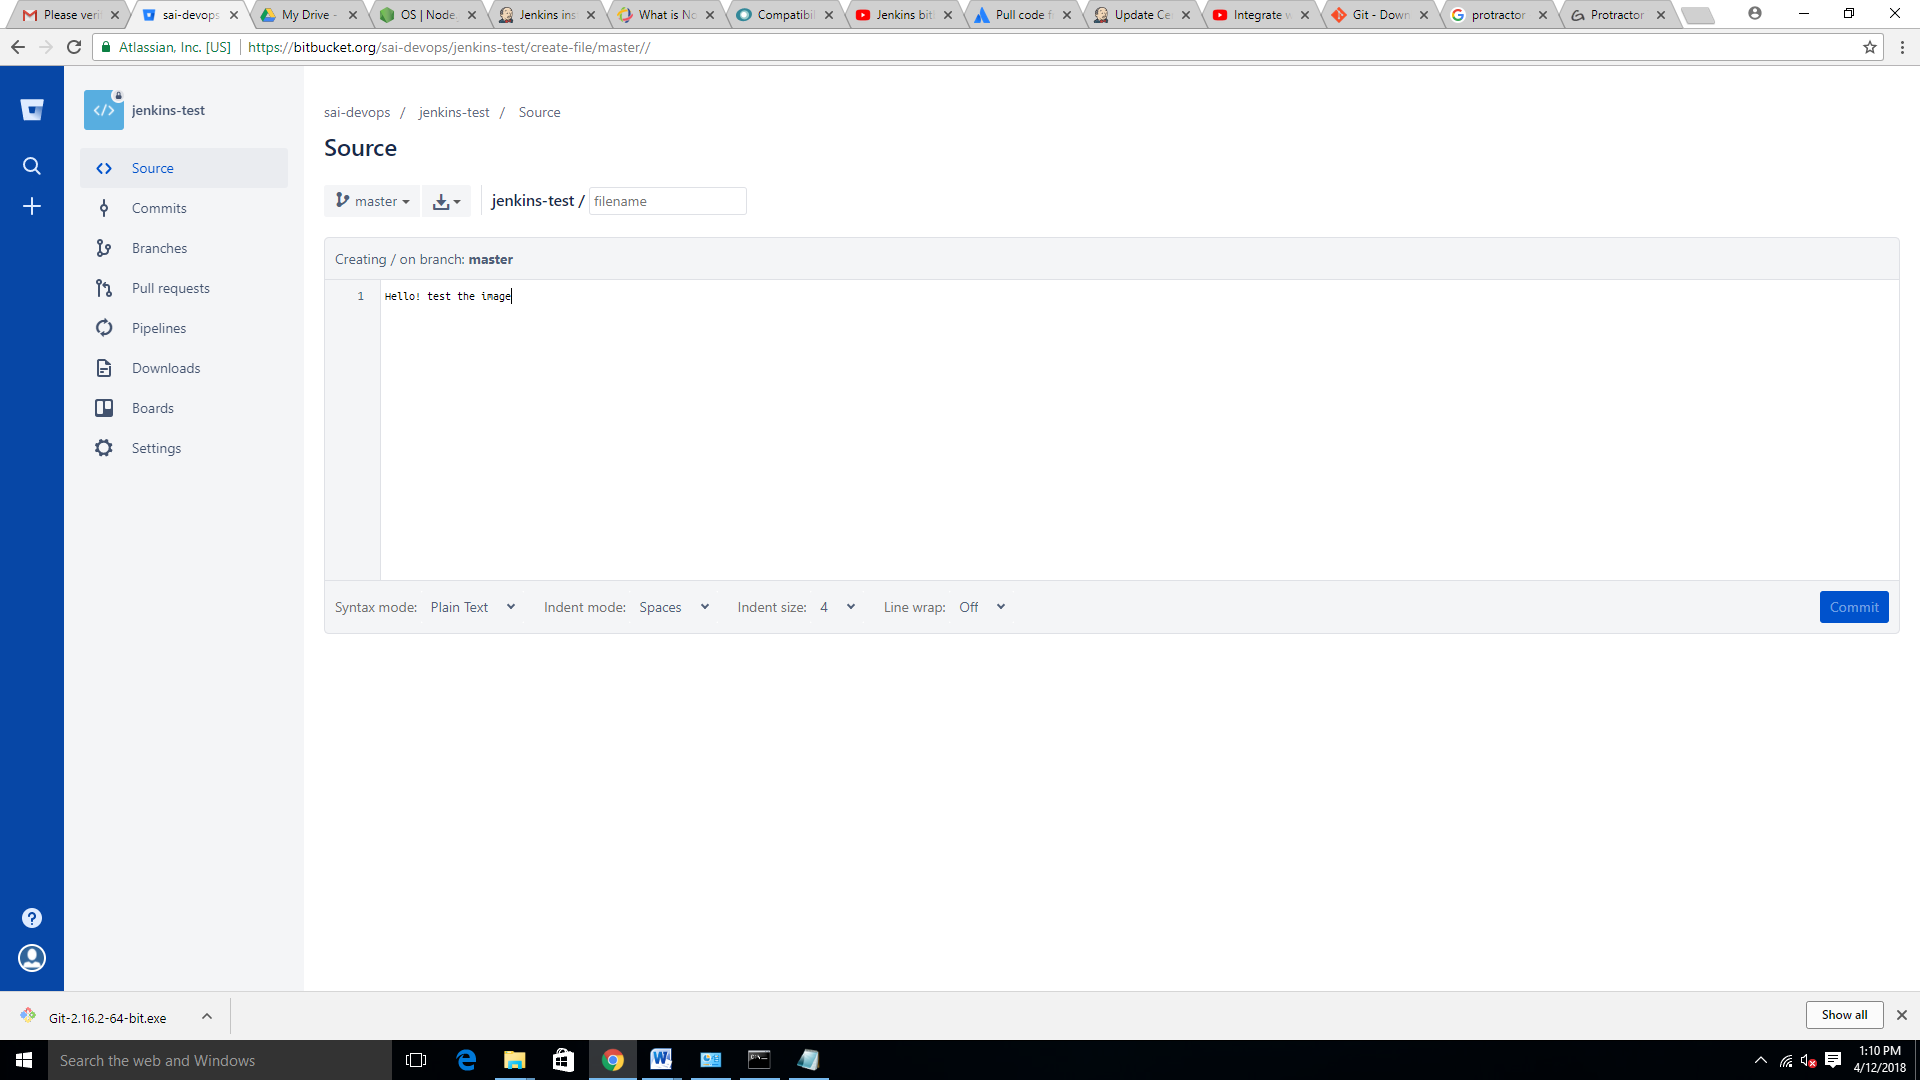 Please veri
sai-devops
My Drive -
OS | Node.
Jenkins ins
What is No
Compatibil
Jenkins bit
Pull code f
Update Ce
Integrate w
Git - Down
protractor
Protractor
Atlassian, Inc. [US] https://bitbucket.org/sai-devops/jenkins-test/create-file/master//
jenkins-test
Source
Commits
Branches
Pull requests
Pipelines
Downloads
Boards
Settings
sai-devops / jenkins-test / Source
Source
master jenkins-test / filename
Creating / on branch: master
1 Hello! test the image
Syntax mode: Plain Text Indent mode: Spaces Indent size: 4 Line wrap: Off Commit
Git-2.16.2-64-bit.exe Show all
Search the web and Windows
1:10 PM
4/12/2018